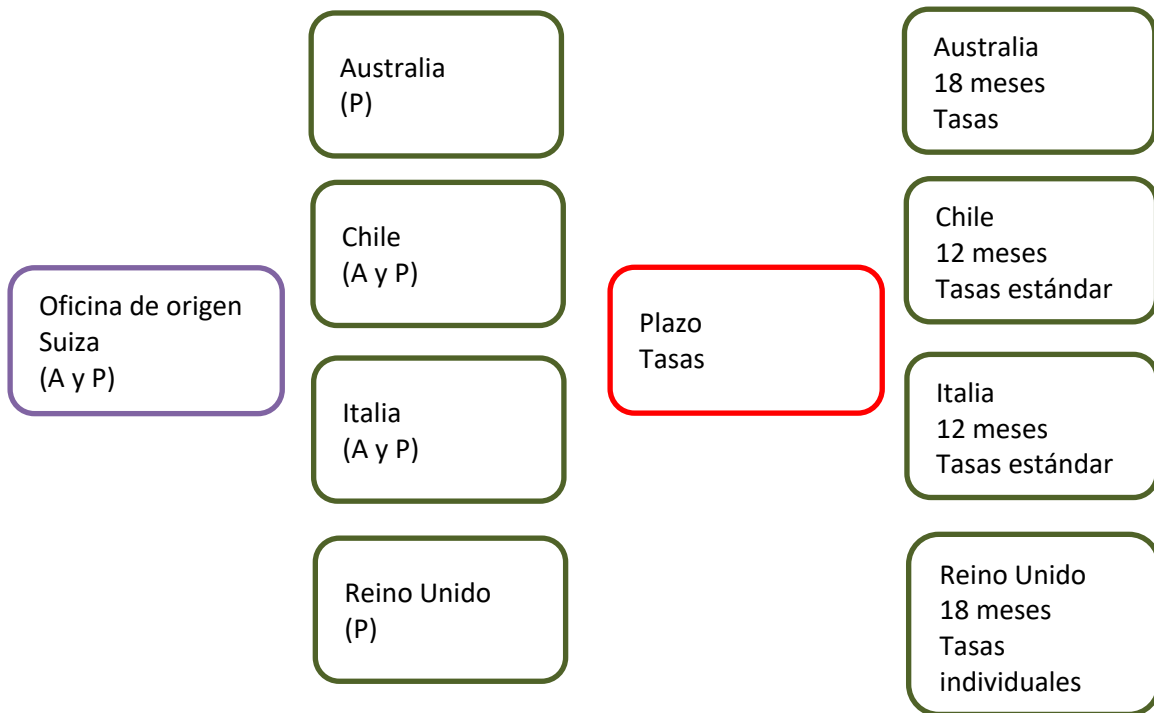 Oficina de origen
Suiza
(A y P)
Australia
(P)
Chile
(A y P)
Italia
(A y P)
Reino Unido
(P)
Plazo
Tasas
Australia
18 meses
Tasas
Chile
12 meses
Tasas estándar
Italia
12 meses
Tasas estándar
Reino Unido
18 meses
Tasas
individuales